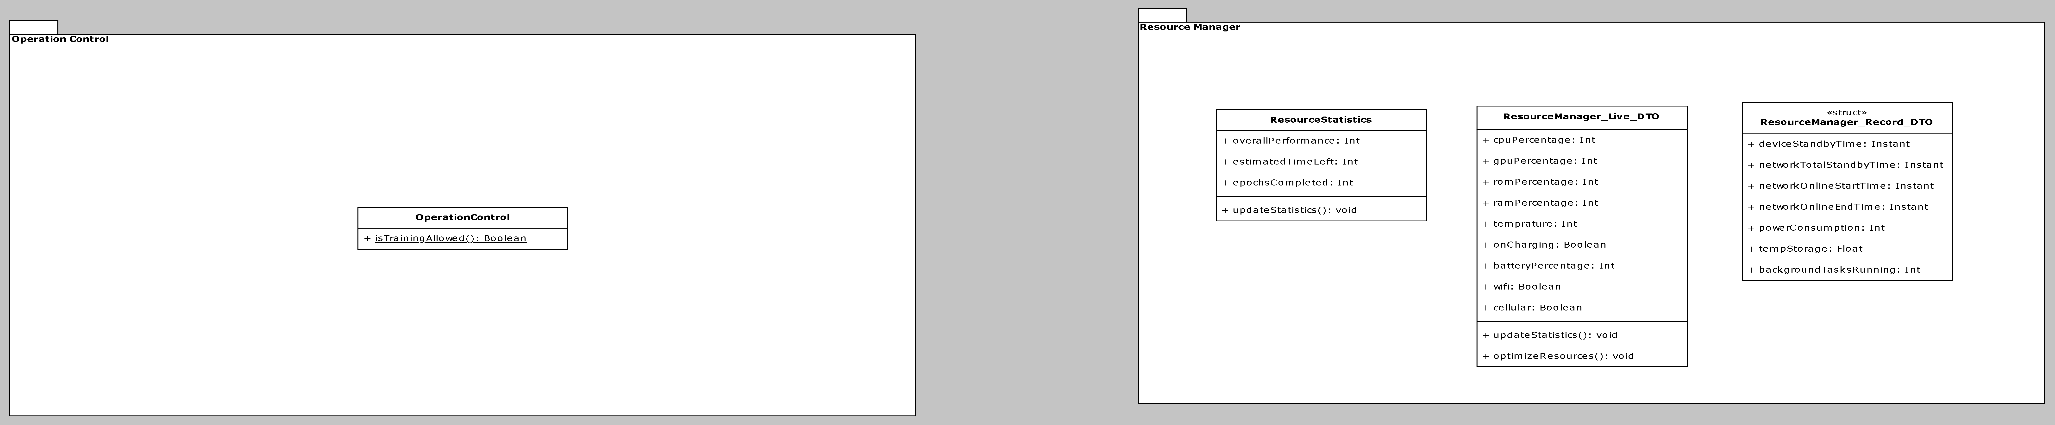 Operation Control
OperationControl
+ isTrainingAllowed(): Boolean
Resource Manager
ResourceStatistics
+ overallPerformance: Int
+ estimatedTimeLeft: Int
+ epochsCompleted: Int
+ updateStatistics(): void
ResourceManager_Live_DTO
+ cpuPercentage: Int
+ gpuPercentage: Int
+ romPercentage: Int
+ ramPercentage: Int
+ temprature: Int
+ onCharging: Boolean
+ batteryPercentage: Int
+ wifi: Boolean
+ cellular: Boolean
+ updateStatistics(): void
+ optimizeResources(): void
«struct»
ResourceManager_Record_DTO
+ deviceStandbyTime: Instant
+ networkTotalStandbyTime: Instant
+ networkOnlineStartTime: Instant
+ networkOnlineEndTime: Instant
+ powerConsumption: Int
+ tempStorage: Float
+ backgroundTasksRunning: Int